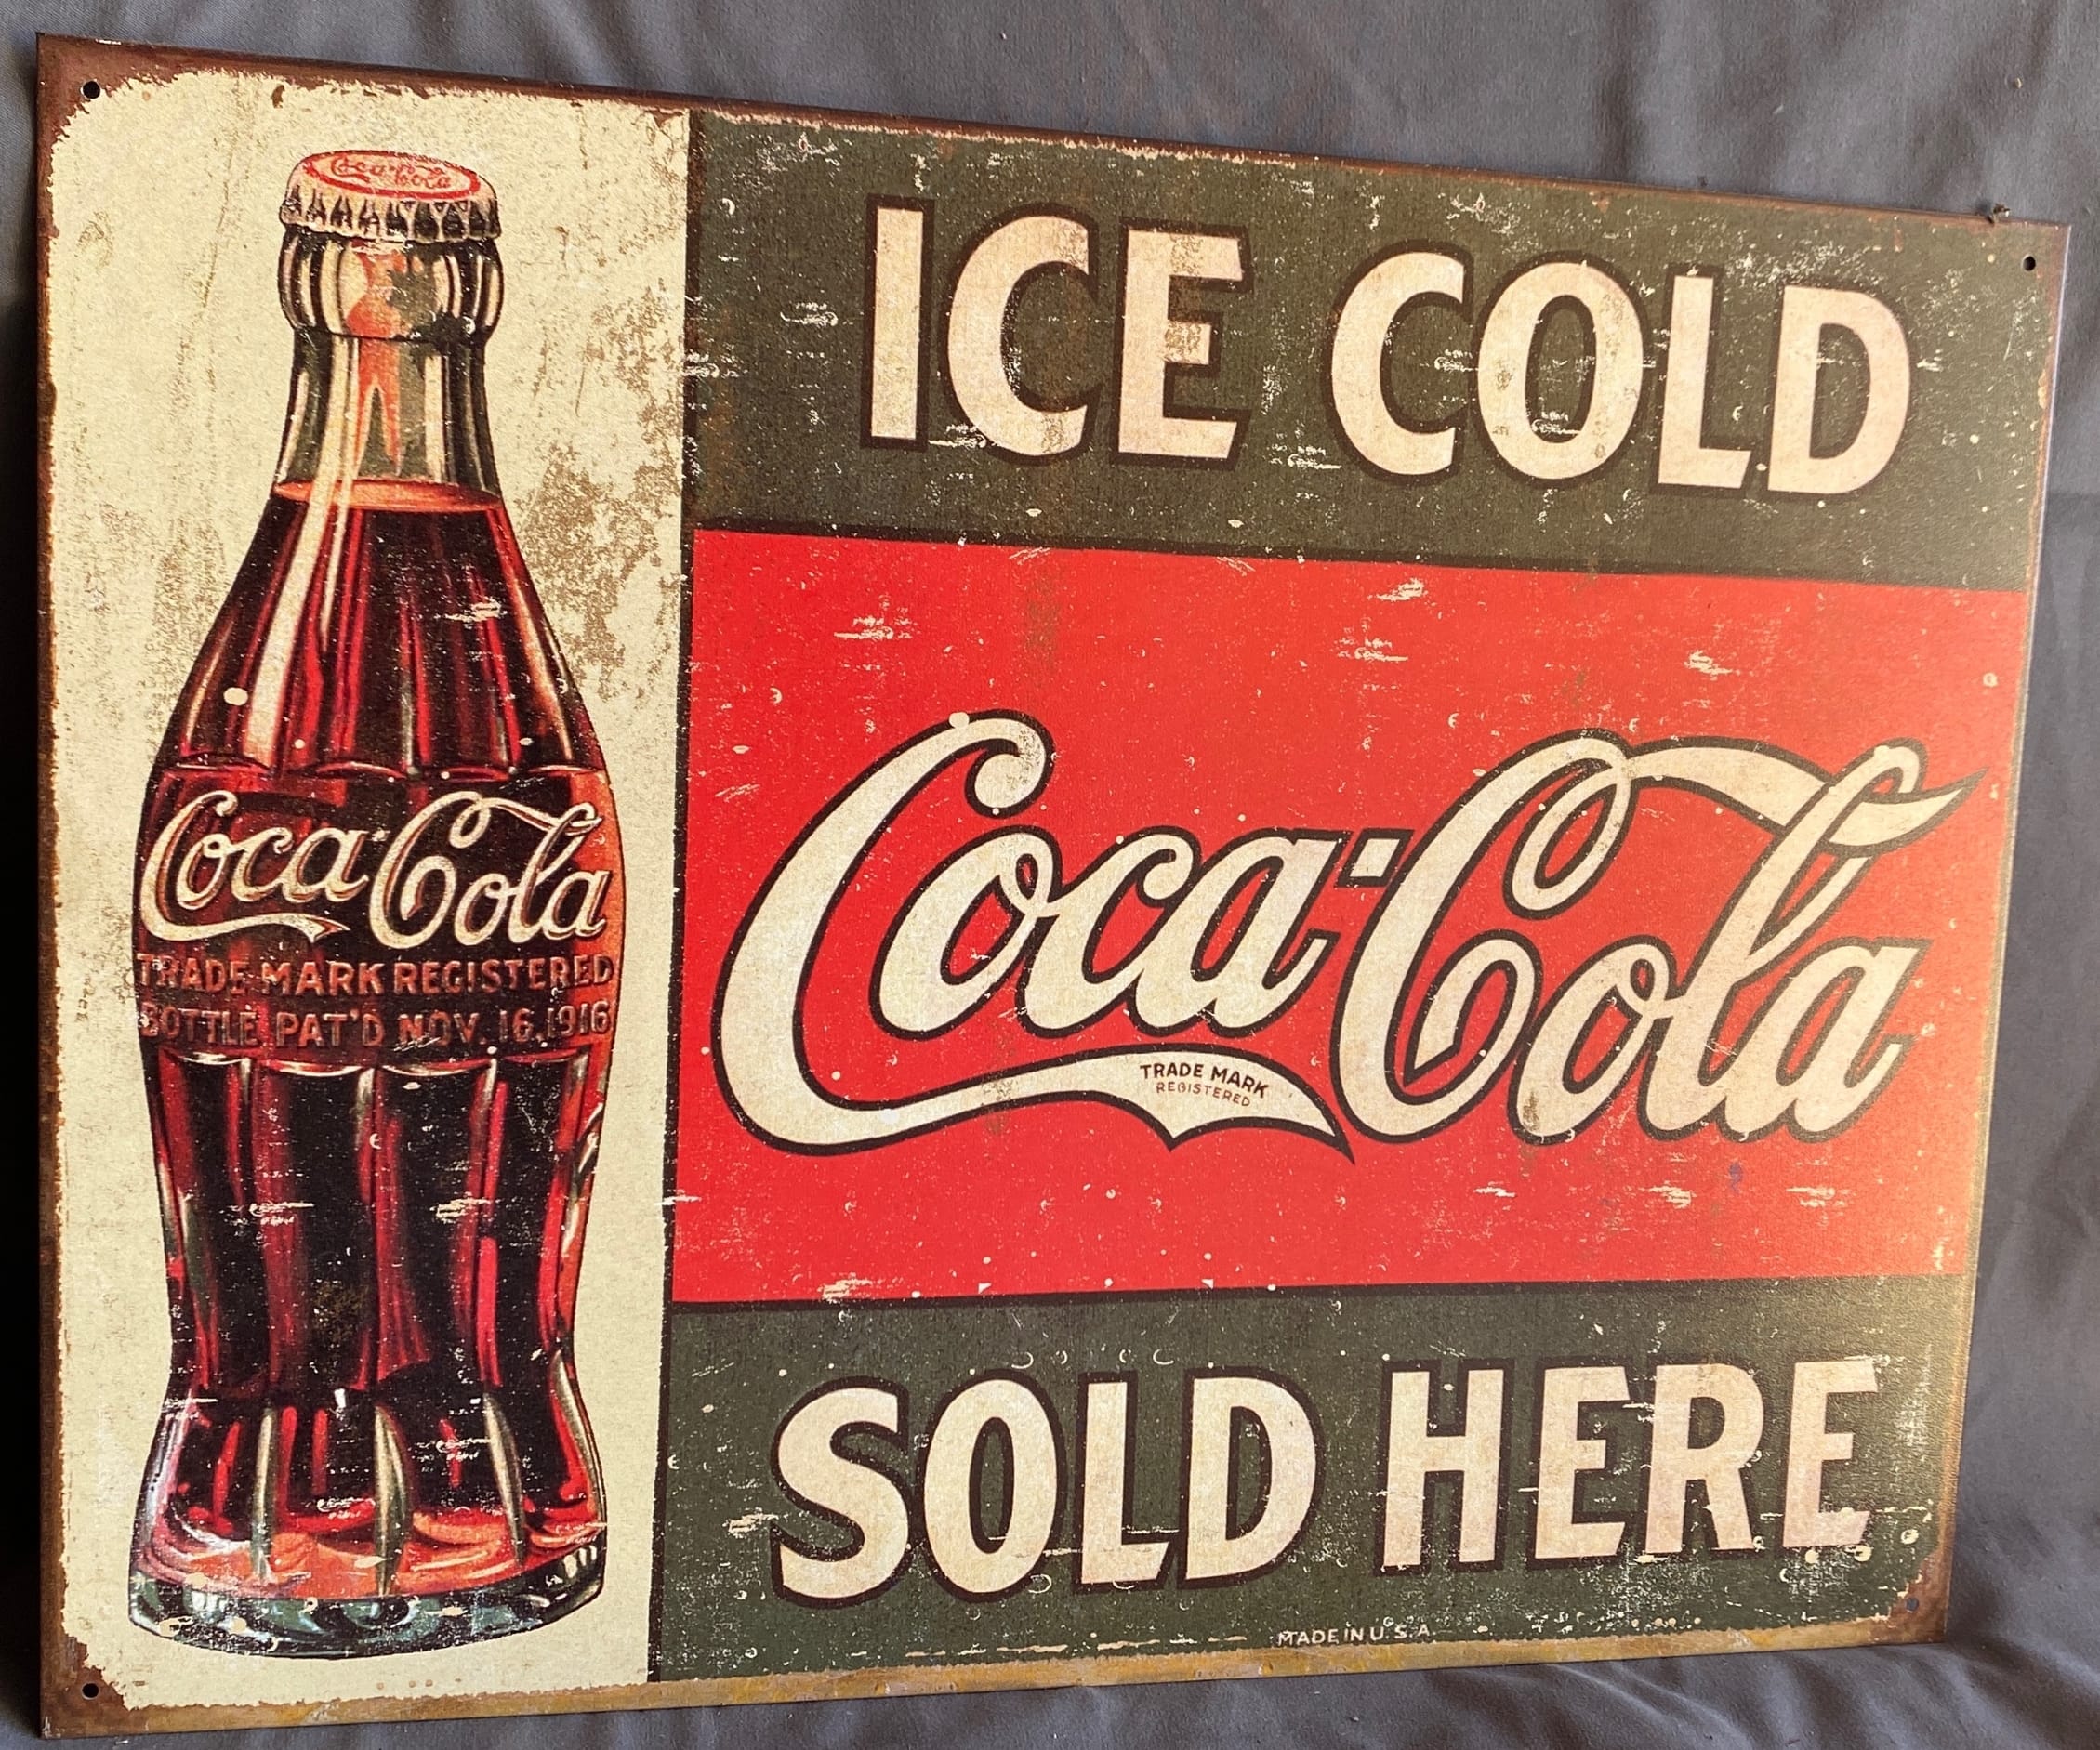 Coca-Cola
Coca-Cola
TRADE MARK REGISTERED
BOTTLE PAT'D NOV. 16, 1916
ICE COLD
Coca-Cola
TRADE MARK
REGISTERED
SOLD HERE
MADE IN U.S.A.